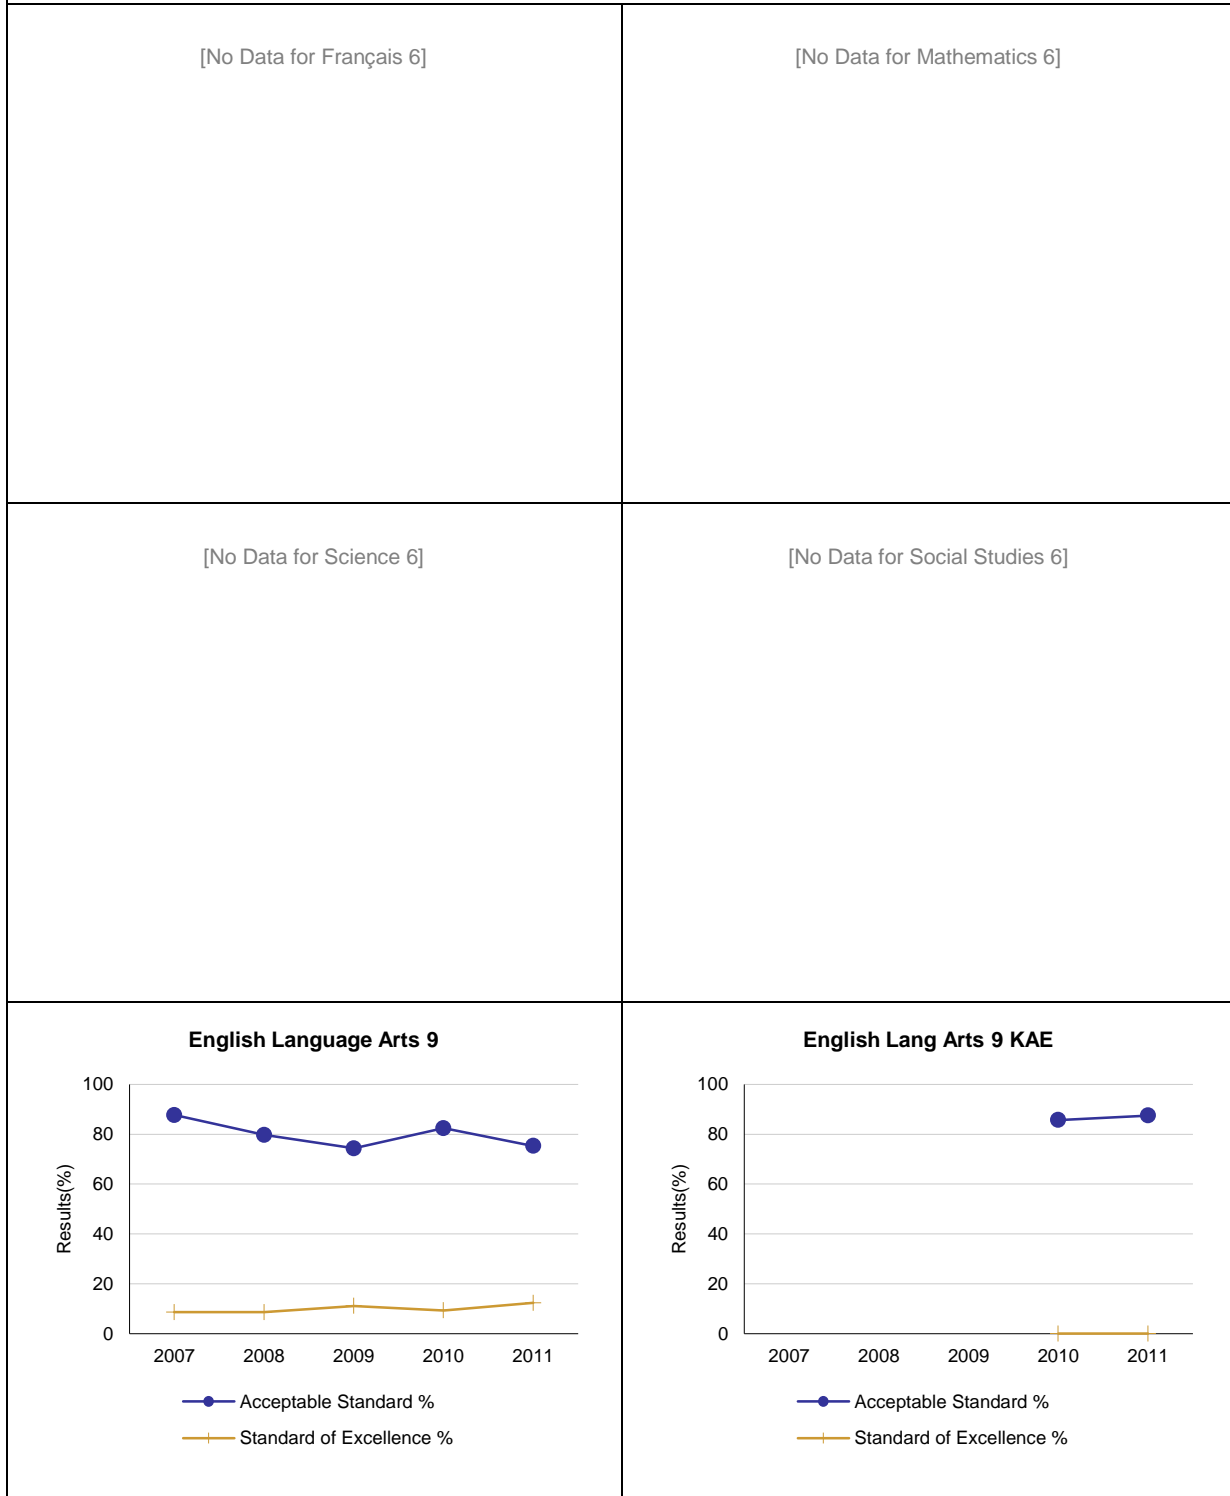 [No Data for Français 6]
[No Data for Mathematics 6]
[No Data for Science 6]
[No Data for Social Studies 6]
English Language Arts 9
100
80
60
40
20
0
Results(%)
2007 2008 2009 2010 2011
Acceptable Standard %
Standard of Excellence %
English Lang Arts 9 KAE
100
80
60
40
20
0
Results(%)
2007 2008 2009 2010 2011
Acceptable Standard %
Standard of Excellence %